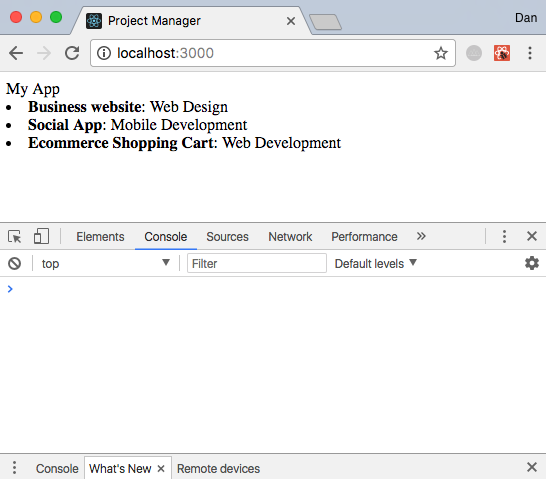 Project Manager
Dan
localhost:3000
My App
• Business website: Web Design
• Social App: Mobile Development
• Ecommerce Shopping Cart: Web Development
Elements Console Sources Network Performance »
top Filter Default levels
Console What's New Remote devices